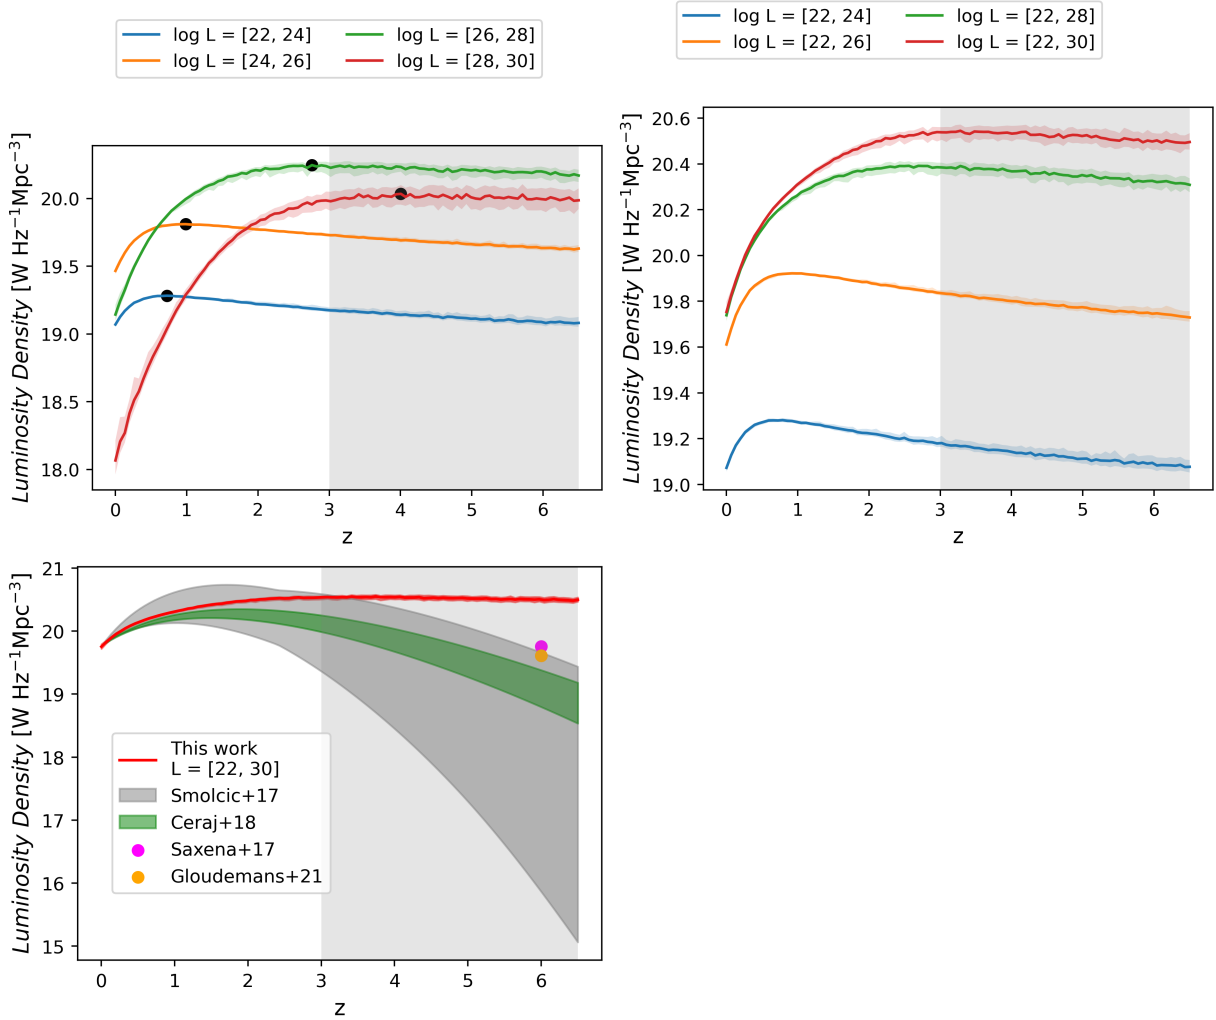 log L = [22, 24]
log L = [26, 28]
log L = [24, 26]
log L = [28, 30]
Luminosity Density [W Hz⁻¹Mpc⁻³]
20.0
19.5
19.0
18.5
18.0
0 1 2 3 4 5 6
z
log L = [22, 24]
log L = [22, 28]
log L = [22, 26]
log L = [22, 30]
Luminosity Density [W Hz⁻¹Mpc⁻³]
20.6
20.4
20.2
20.0
19.8
19.6
19.4
19.2
19.0
0 1 2 3 4 5 6
z
Luminosity Density [W Hz⁻¹Mpc⁻³]
21
20
19
18
17
16
15
This work
L = [22, 30]
Smolcic+17
Ceraj+18
Saxena+17
Gloudemans+21
0 1 2 3 4 5 6
z